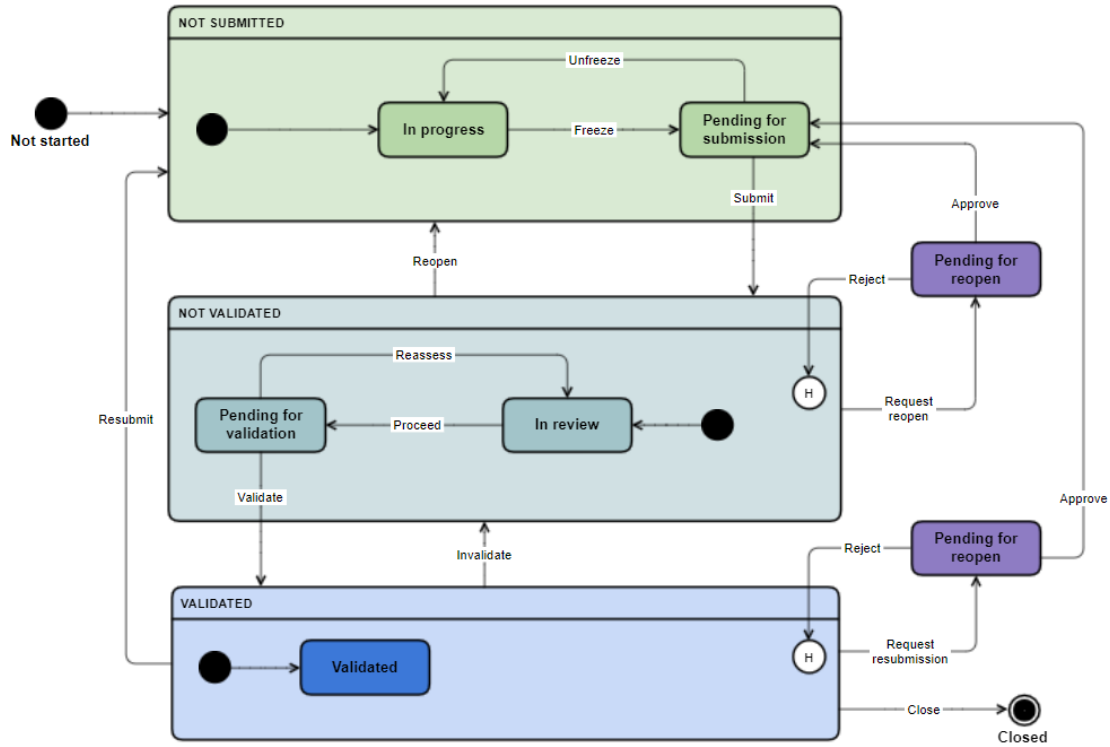 NOT SUBMITTED
Unfreeze
Not started
In progress
Freeze
Pending for
submission
Submit
Approve
Reopen
Pending for
reopen
Reject
NOT VALIDATED
Reassess
H
Request
reopen
Resubmit
Pending for
validation
Proceed
In review
Validate
Approve
Invalidate
Reject
Pending for
reopen
VALIDATED
H
Request
resubmission
Validated
Close
Closed